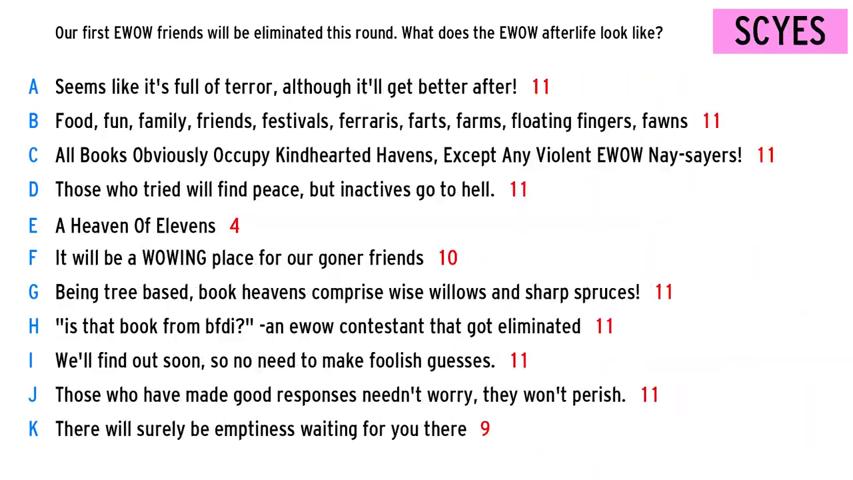 Our first EWOW friends will be eliminated this round. What does the EWOW afterlife look like?
SCYES
A Seems like it's full of terror, although it'll get better after! 11
B Food, fun, family, friends, festivals, ferraris, farts, farms, floating fingers, fawns 11
C All Books Obviously Occupy Kindhearted Havens, Except Any Violent EWOW Nay-sayers! 11
D Those who tried will find peace, but inactives go to hell. 11
E A Heaven Of Elevens 4
F It will be a WOWING place for our goner friends 10
G Being tree based, book heavens comprise wise willows and sharp spruces! 11
H "is that book from bfdi?" -an ewow contestant that got eliminated 11
I We'll find out soon, so no need to make foolish guesses. 11
J Those who have made good responses needn't worry, they won't perish. 11
K There will surely be emptiness waiting for you there 9